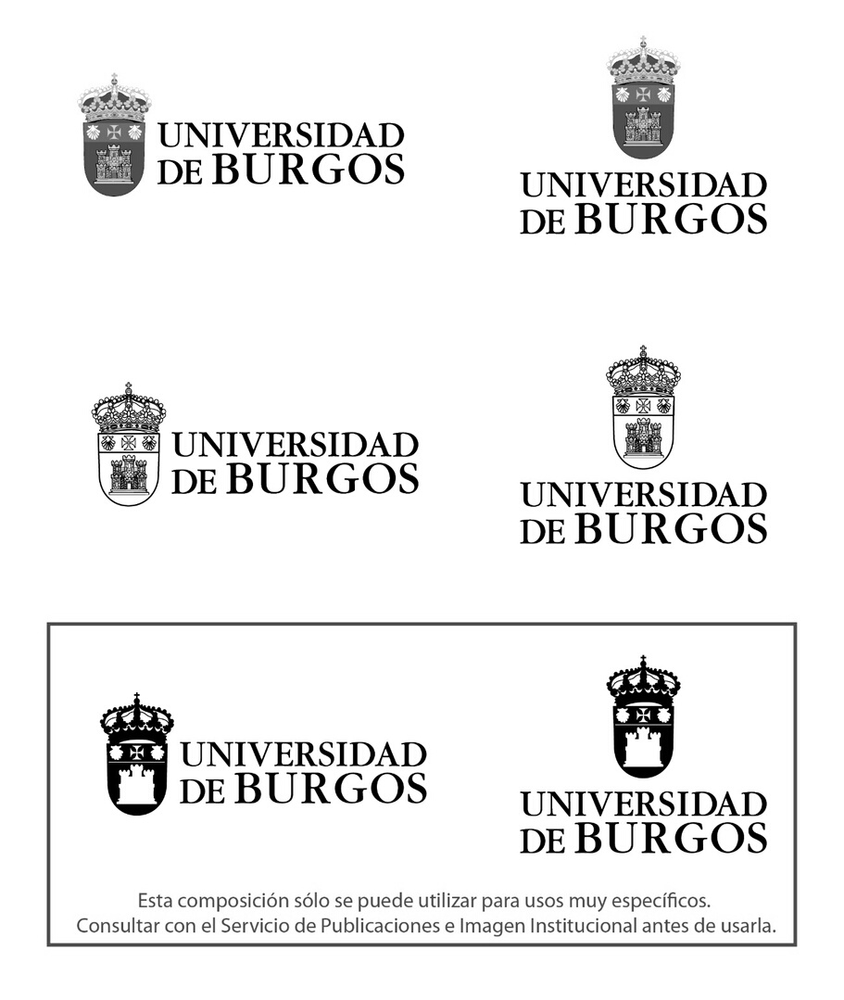 UNIVERSIDAD
DE BURGOS
UNIVERSIDAD
DE BURGOS
UNIVERSIDAD
DE BURGOS
UNIVERSIDAD
DE BURGOS
UNIVERSIDAD
DE BURGOS
UNIVERSIDAD
DE BURGOS
Esta composición sólo se puede utilizar para usos muy específicos.
Consultar con el Servicio de Publicaciones e Imagen Institucional antes de usarla.